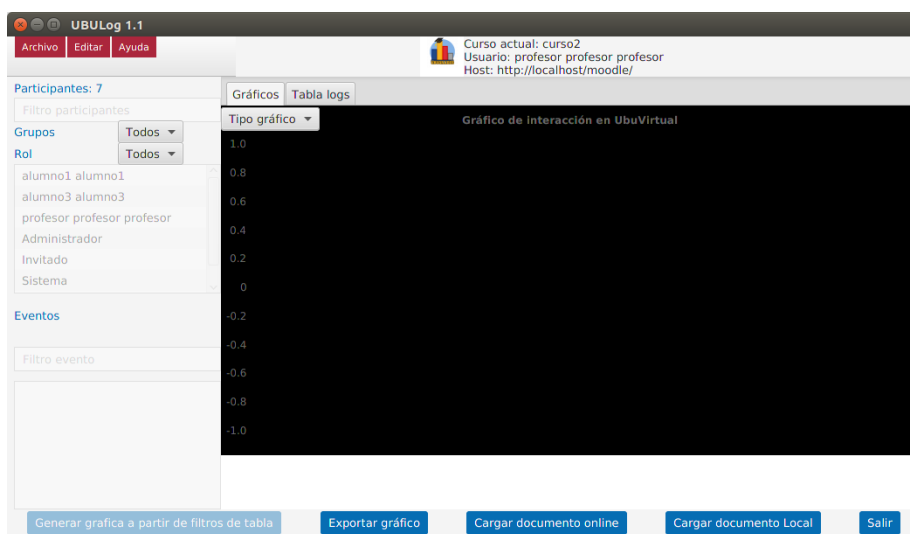 UBULog 1.1
Archivo Editar Ayuda
Curso actual: curso2
Usuario: profesor profesor profesor
Host: http://localhost/moodle/
Participantes: 7
Filtro participantes
Grupos Todos
Rol Todos
alumno1 alumno1
alumno3 alumno3
profesor profesor profesor
Administrador
Invitado
Sistema
Eventos
Filtro evento
Gráficos Tabla logs
Tipo gráfico
Gráfico de interacción en UbuVirtual
1.0
0.8
0.6
0.4
0.2
0
-0.2
-0.4
-0.6
-0.8
-1.0
Generar grafica a partir de filtros de tabla Exportar gráfico Cargar documento online Cargar documento Local Salir